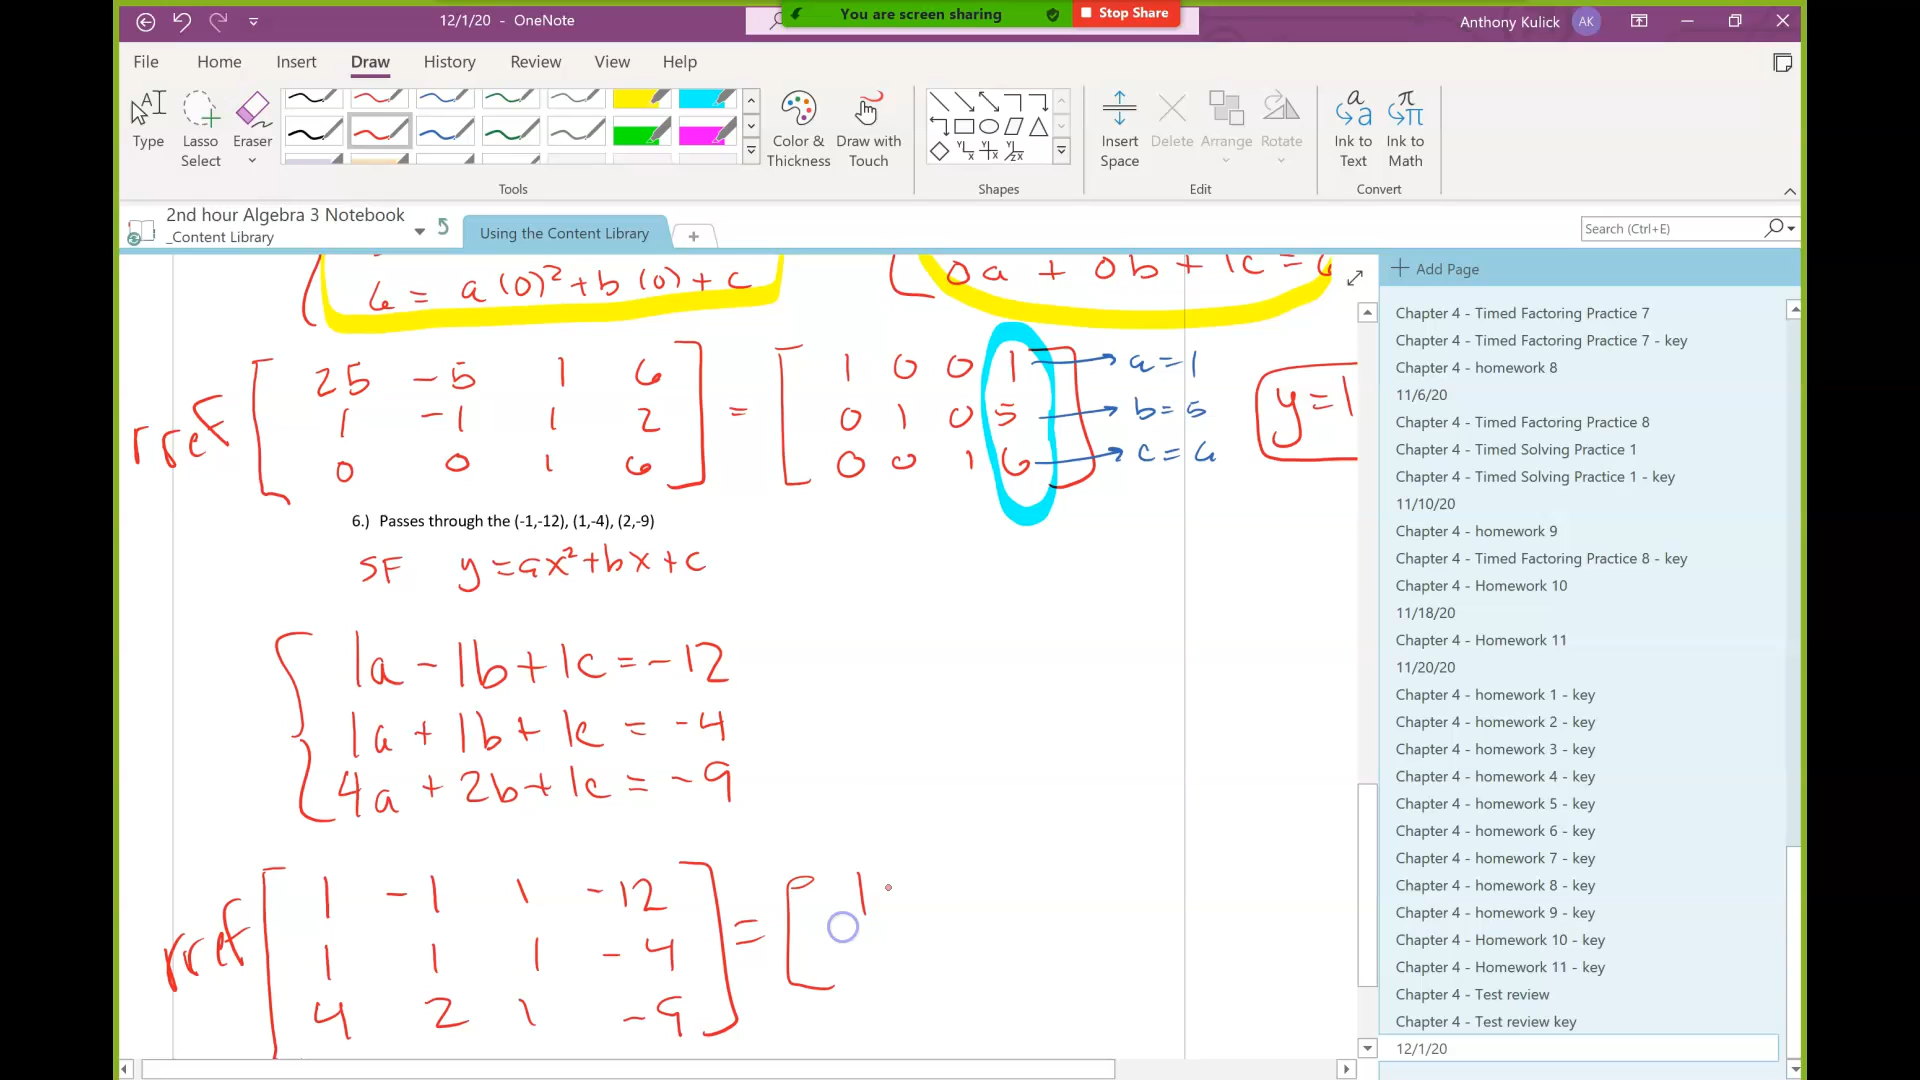 12/1/20 - OneNote
You are screen sharing
Stop Share
Anthony Kulick
AK
File Home Insert Draw History Review View Help
Type
Lasso Select
Eraser
Color & Thickness
Draw with Touch
Insert Space
Delete
Arrange
Rotate
Ink to Text
Ink to Math
Tools
Shapes
Edit
Convert
2nd hour Algebra 3 Notebook
_Content Library
Using the Content Library
Search (Ctrl+E)
6 = a(0)²+b(0)+c
0a + 0b + 1c = 6
rref [ 25 -5 1 6
1 -1 1 2
0 0 1 6 ]
= [ 1 0 0 1
0 1 0 5
0 0 1 6 ]
a=1
b=5
c=6
y=1
6.) Passes through the (-1,-12), (1,-4), (2,-9)
SF y=ax²+bx+c
1a - 1b + 1c = -12
1a + 1b + 1c = -4
4a + 2b + 1c = -9
rref [ 1 -1 1 -12
1 1 1 -4
4 2 1 -9 ]
= [ 1
Add Page
Chapter 4 - Timed Factoring Practice 7
Chapter 4 - Timed Factoring Practice 7 - key
Chapter 4 - homework 8
11/6/20
Chapter 4 - Timed Factoring Practice 8
Chapter 4 - Timed Solving Practice 1
Chapter 4 - Timed Solving Practice 1 - key
11/10/20
Chapter 4 - homework 9
Chapter 4 - Timed Factoring Practice 8 - key
Chapter 4 - Homework 10
11/18/20
Chapter 4 - Homework 11
11/20/20
Chapter 4 - homework 1 - key
Chapter 4 - homework 2 - key
Chapter 4 - homework 3 - key
Chapter 4 - homework 4 - key
Chapter 4 - homework 5 - key
Chapter 4 - homework 6 - key
Chapter 4 - homework 7 - key
Chapter 4 - homework 8 - key
Chapter 4 - homework 9 - key
Chapter 4 - Homework 10 - key
Chapter 4 - Homework 11 - key
Chapter 4 - Test review
Chapter 4 - Test review key
12/1/20